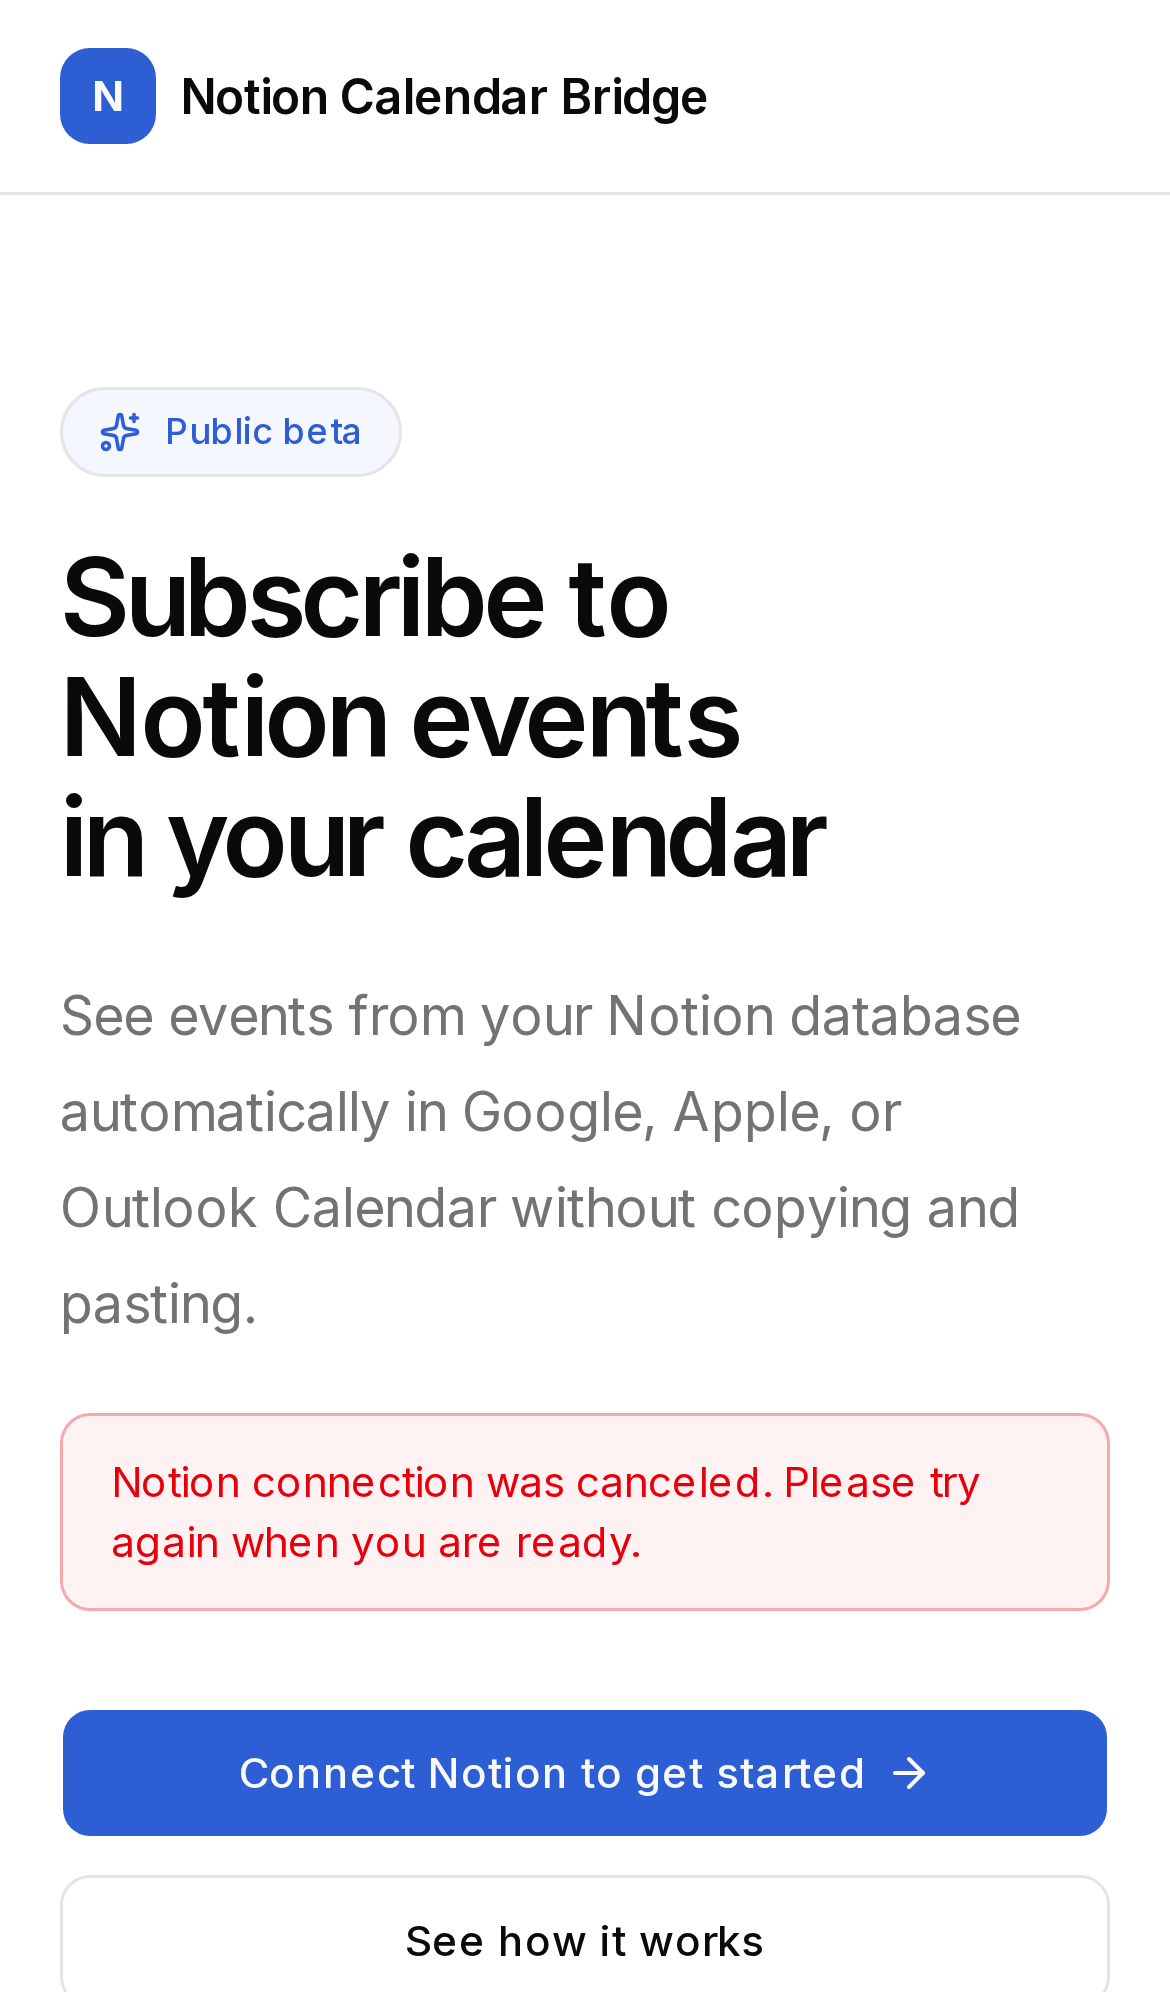 N
Notion Calendar Bridge
Public beta
Subscribe to
Notion events
in your calendar
See events from your Notion database
automatically in Google, Apple, or
Outlook Calendar without copying and
pasting.
Notion connection was canceled. Please try
again when you are ready.
Connect Notion to get started →
See how it works